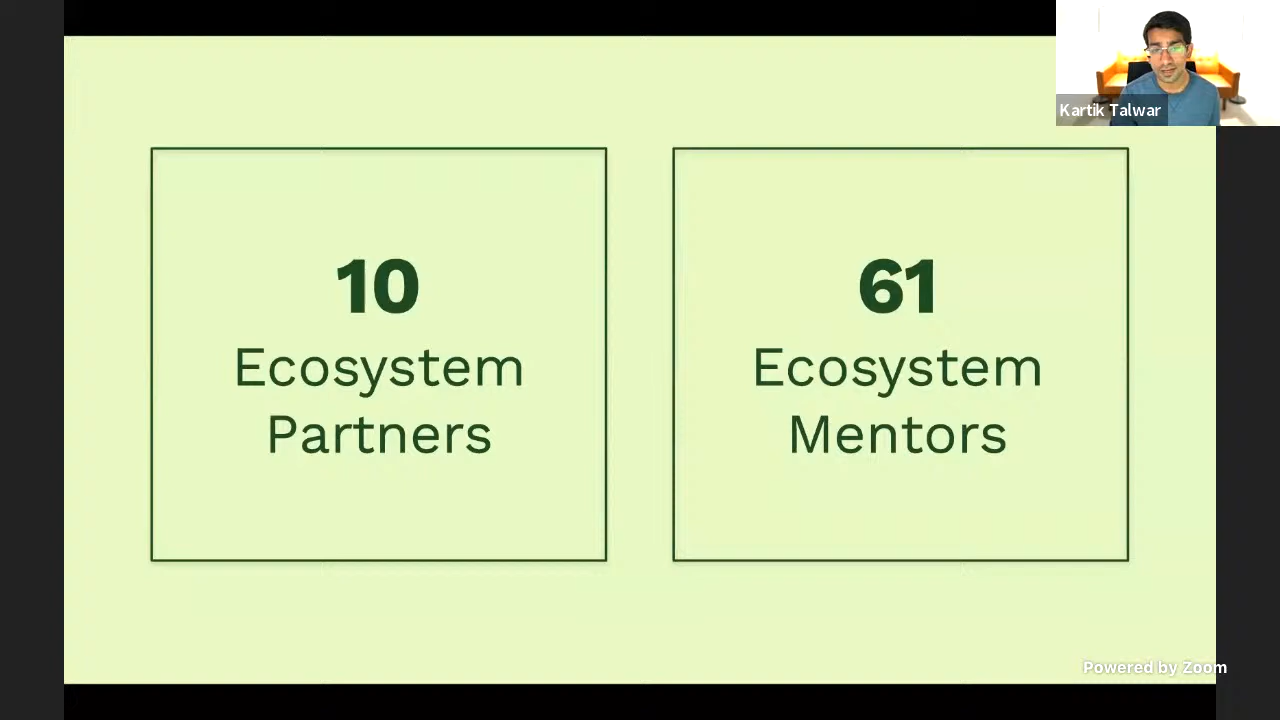 Kartik Talwar
10
Ecosystem
Partners
61
Ecosystem
Mentors
Powered by Zoom